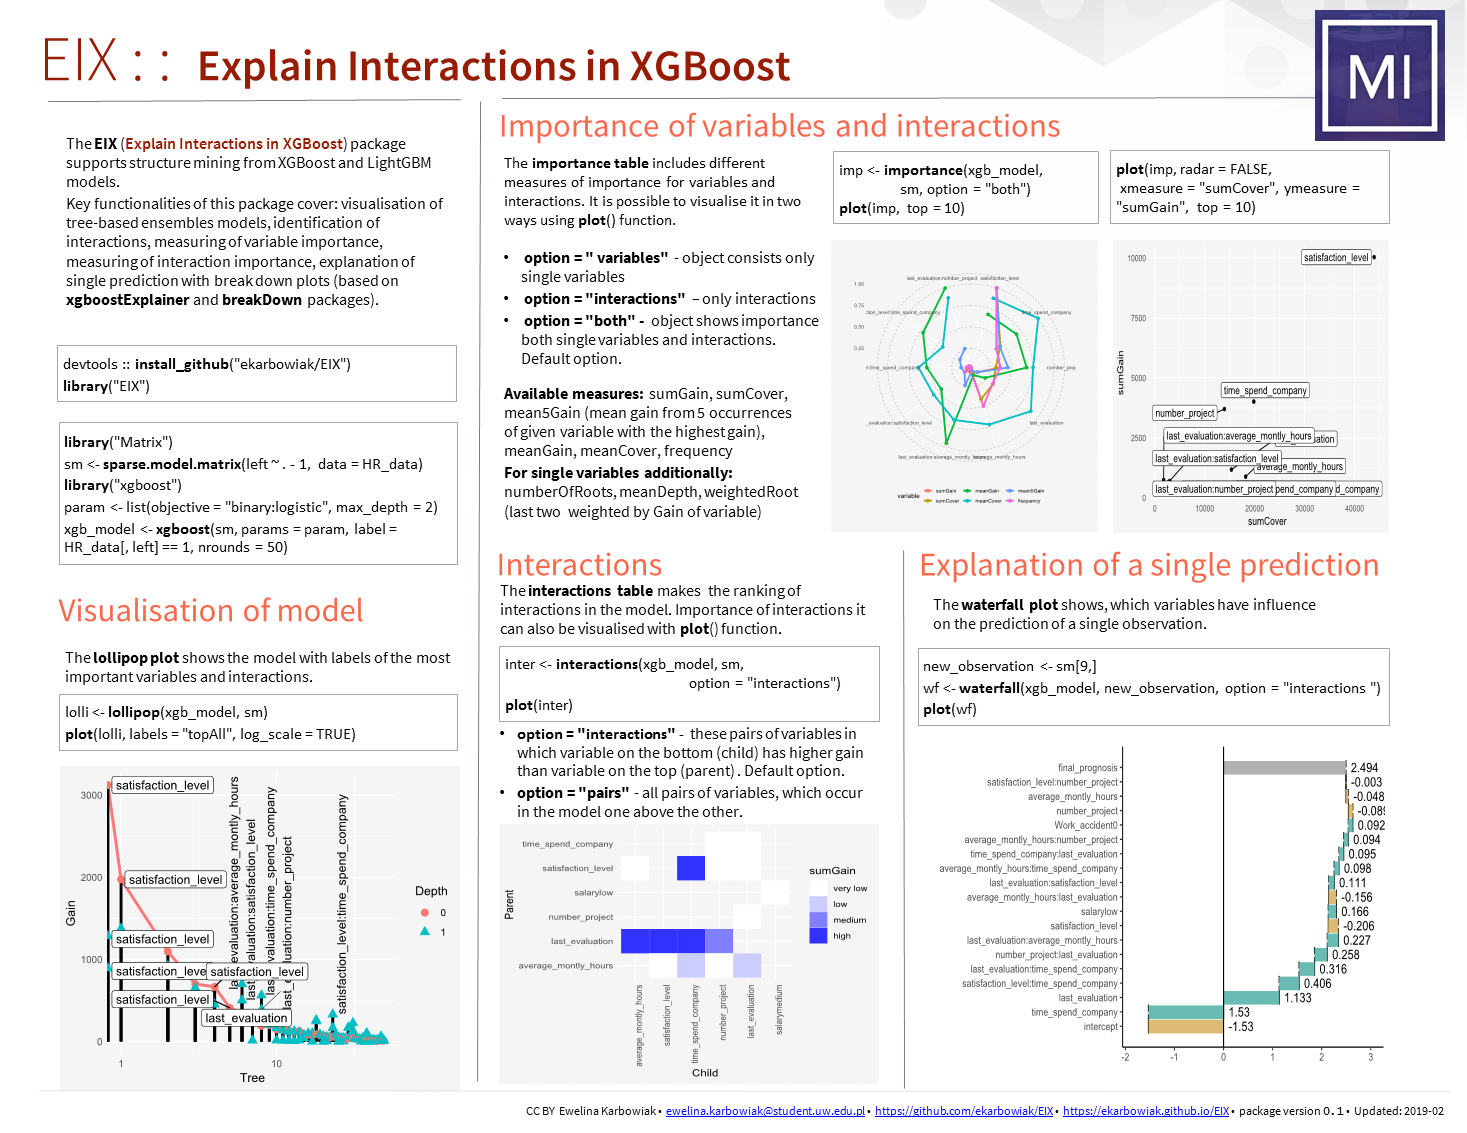 EIX :: Explain Interactions in XGBoost
MI
The EIX (Explain Interactions in XGBoost) package
supports structure mining from XGBoost and LightGBM
models.
Key functionalities of this package cover: visualisation of
tree-based ensembles models, identification of
interactions, measuring of variable importance,
measuring of interaction importance, explanation of
single prediction with break down plots (based on
xgboostExplainer and breakDown packages).
devtools :: install_github("ekarbowiak/EIX")
library("EIX")
library("Matrix")
sm <- sparse.model.matrix(left ~ . - 1, data = HR_data)
library("xgboost")
param <- list(objective = "binary:logistic", max_depth = 2)
xgb_model <- xgboost(sm, params = param, label =
HR_data[, left] == 1, nrounds = 50)
Visualisation of model
The lollipop plot shows the model with labels of the most
important variables and interactions.
lolli <- lollipop(xgb_model, sm)
plot(lolli, labels = "topAll", log_scale = TRUE)
satisfaction_level
satisfaction_level
satisfaction_level
satisfaction_level
satisfaction_level
last_evaluation
last_evaluation:average_montly_hours
satisfaction_level:time_spend_company
3000
2000
1000
0
Gain
1
10
Tree
Depth
0
1
Importance of variables and interactions
The importance table includes different
measures of importance for variables and
interactions. It is possible to visualise it in two
ways using plot() function.
• option = " variables" - object consists only
single variables
• option = "interactions" – only interactions
• option = "both" - object shows importance
both single variables and interactions.
Default option.
Available measures: sumGain, sumCover,
mean5Gain (mean gain from 5 occurrences
of given variable with the highest gain),
meanGain, meanCover, frequency
For single variables additionally:
numberOfRoots, meanDepth, weightedRoot
(last two weighted by Gain of variable)
imp <- importance(xgb_model,
sm, option = "both")
plot(imp, top = 10)
last_evaluation:number_project
satisfaction_level
time_spend_company
number_proj
last_evaluation
1.00
0.75
0.50
0.25
variable
sumGain
meanGain
mean5Gain
sumCover
meanCover
frequency
plot(imp, radar = FALSE,
xmeasure = "sumCover", ymeasure =
"sumGain", top = 10)
satisfaction_level
time_spend_company
number_project
last_evaluation:average_montly_hours
last_evaluation:satisfaction_level
average_montly_hours
last_evaluation:number_project
10000
7500
5000
2500
0
sumGain
0
10000
20000
30000
40000
sumCover
Interactions
The interactions table makes the ranking of
interactions in the model. Importance of interactions it
can also be visualised with plot() function.
inter <- interactions(xgb_model, sm,
option = "interactions")
plot(inter)
• option = "interactions" - these pairs of variables in
which variable on the bottom (child) has higher gain
than variable on the top (parent) . Default option.
• option = "pairs" - all pairs of variables, which occur
in the model one above the other.
time_spend_company
satisfaction_level
salarylow
number_project
last_evaluation
average_montly_hours
Parent
average_montly_hours
satisfaction_level
time_spend_company
number_project
last_evaluation
salarymedium
Child
sumGain
very low
low
medium
high
Explanation of a single prediction
The waterfall plot shows, which variables have influence
on the prediction of a single observation.
new_observation <- sm[9,]
wf <- waterfall(xgb_model, new_observation, option = "interactions ")
plot(wf)
final_prognosis 2.494
satisfaction_level:number_project -0.003
average_montly_hours -0.048
number_project -0.089
Work_accident0 0.092
average_montly_hours:number_project 0.094
time_spend_company:last_evaluation 0.095
average_montly_hours:time_spend_company 0.098
last_evaluation:satisfaction_level 0.111
average_montly_hours:last_evaluation -0.156
salarylow 0.166
satisfaction_level -0.206
last_evaluation:average_montly_hours 0.227
number_project:last_evaluation 0.258
last_evaluation:time_spend_company 0.316
satisfaction_level:time_spend_company 0.406
last_evaluation 1.133
time_spend_company 1.53
intercept -1.53
-2
-1
0
1
2
3
CC BY Ewelina Karbowiak • ewelina.karbowiak@student.uw.edu.pl • https://github.com/ekarbowiak/EIX • https://ekarbowiak.github.io/EIX • package version 0.1 • Updated: 2019-02